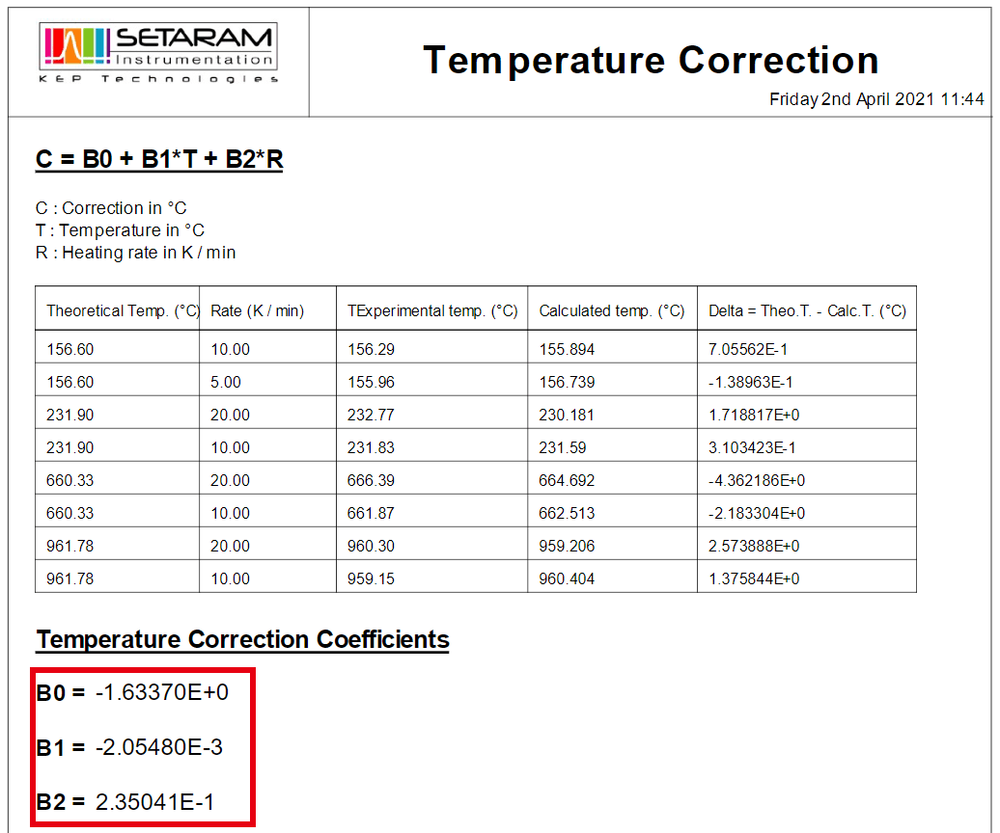 SETARAM
Instrumentation
KEP Technologies
Temperature Correction
Friday 2nd April 2021 11:44
C = B0 + B1*T + B2*R
C : Correction in °C
T : Temperature in °C
R : Heating rate in K / min
Theoretical Temp. (°C) Rate (K / min) TExperimental temp. (°C) Calculated temp. (°C) Delta = Theo.T. - Calc.T. (°C)
156.60 10.00 156.29 155.894 7.05562E-1
156.60 5.00 155.96 156.739 -1.38963E-1
231.90 20.00 232.77 230.181 1.718817E+0
231.90 10.00 231.83 231.59 3.103423E-1
660.33 20.00 666.39 664.692 -4.362186E+0
660.33 10.00 661.87 662.513 -2.183304E+0
961.78 20.00 960.30 959.206 2.573888E+0
961.78 10.00 959.15 960.404 1.375844E+0
Temperature Correction Coefficients
B0 = -1.63370E+0
B1 = -2.05480E-3
B2 = 2.35041E-1